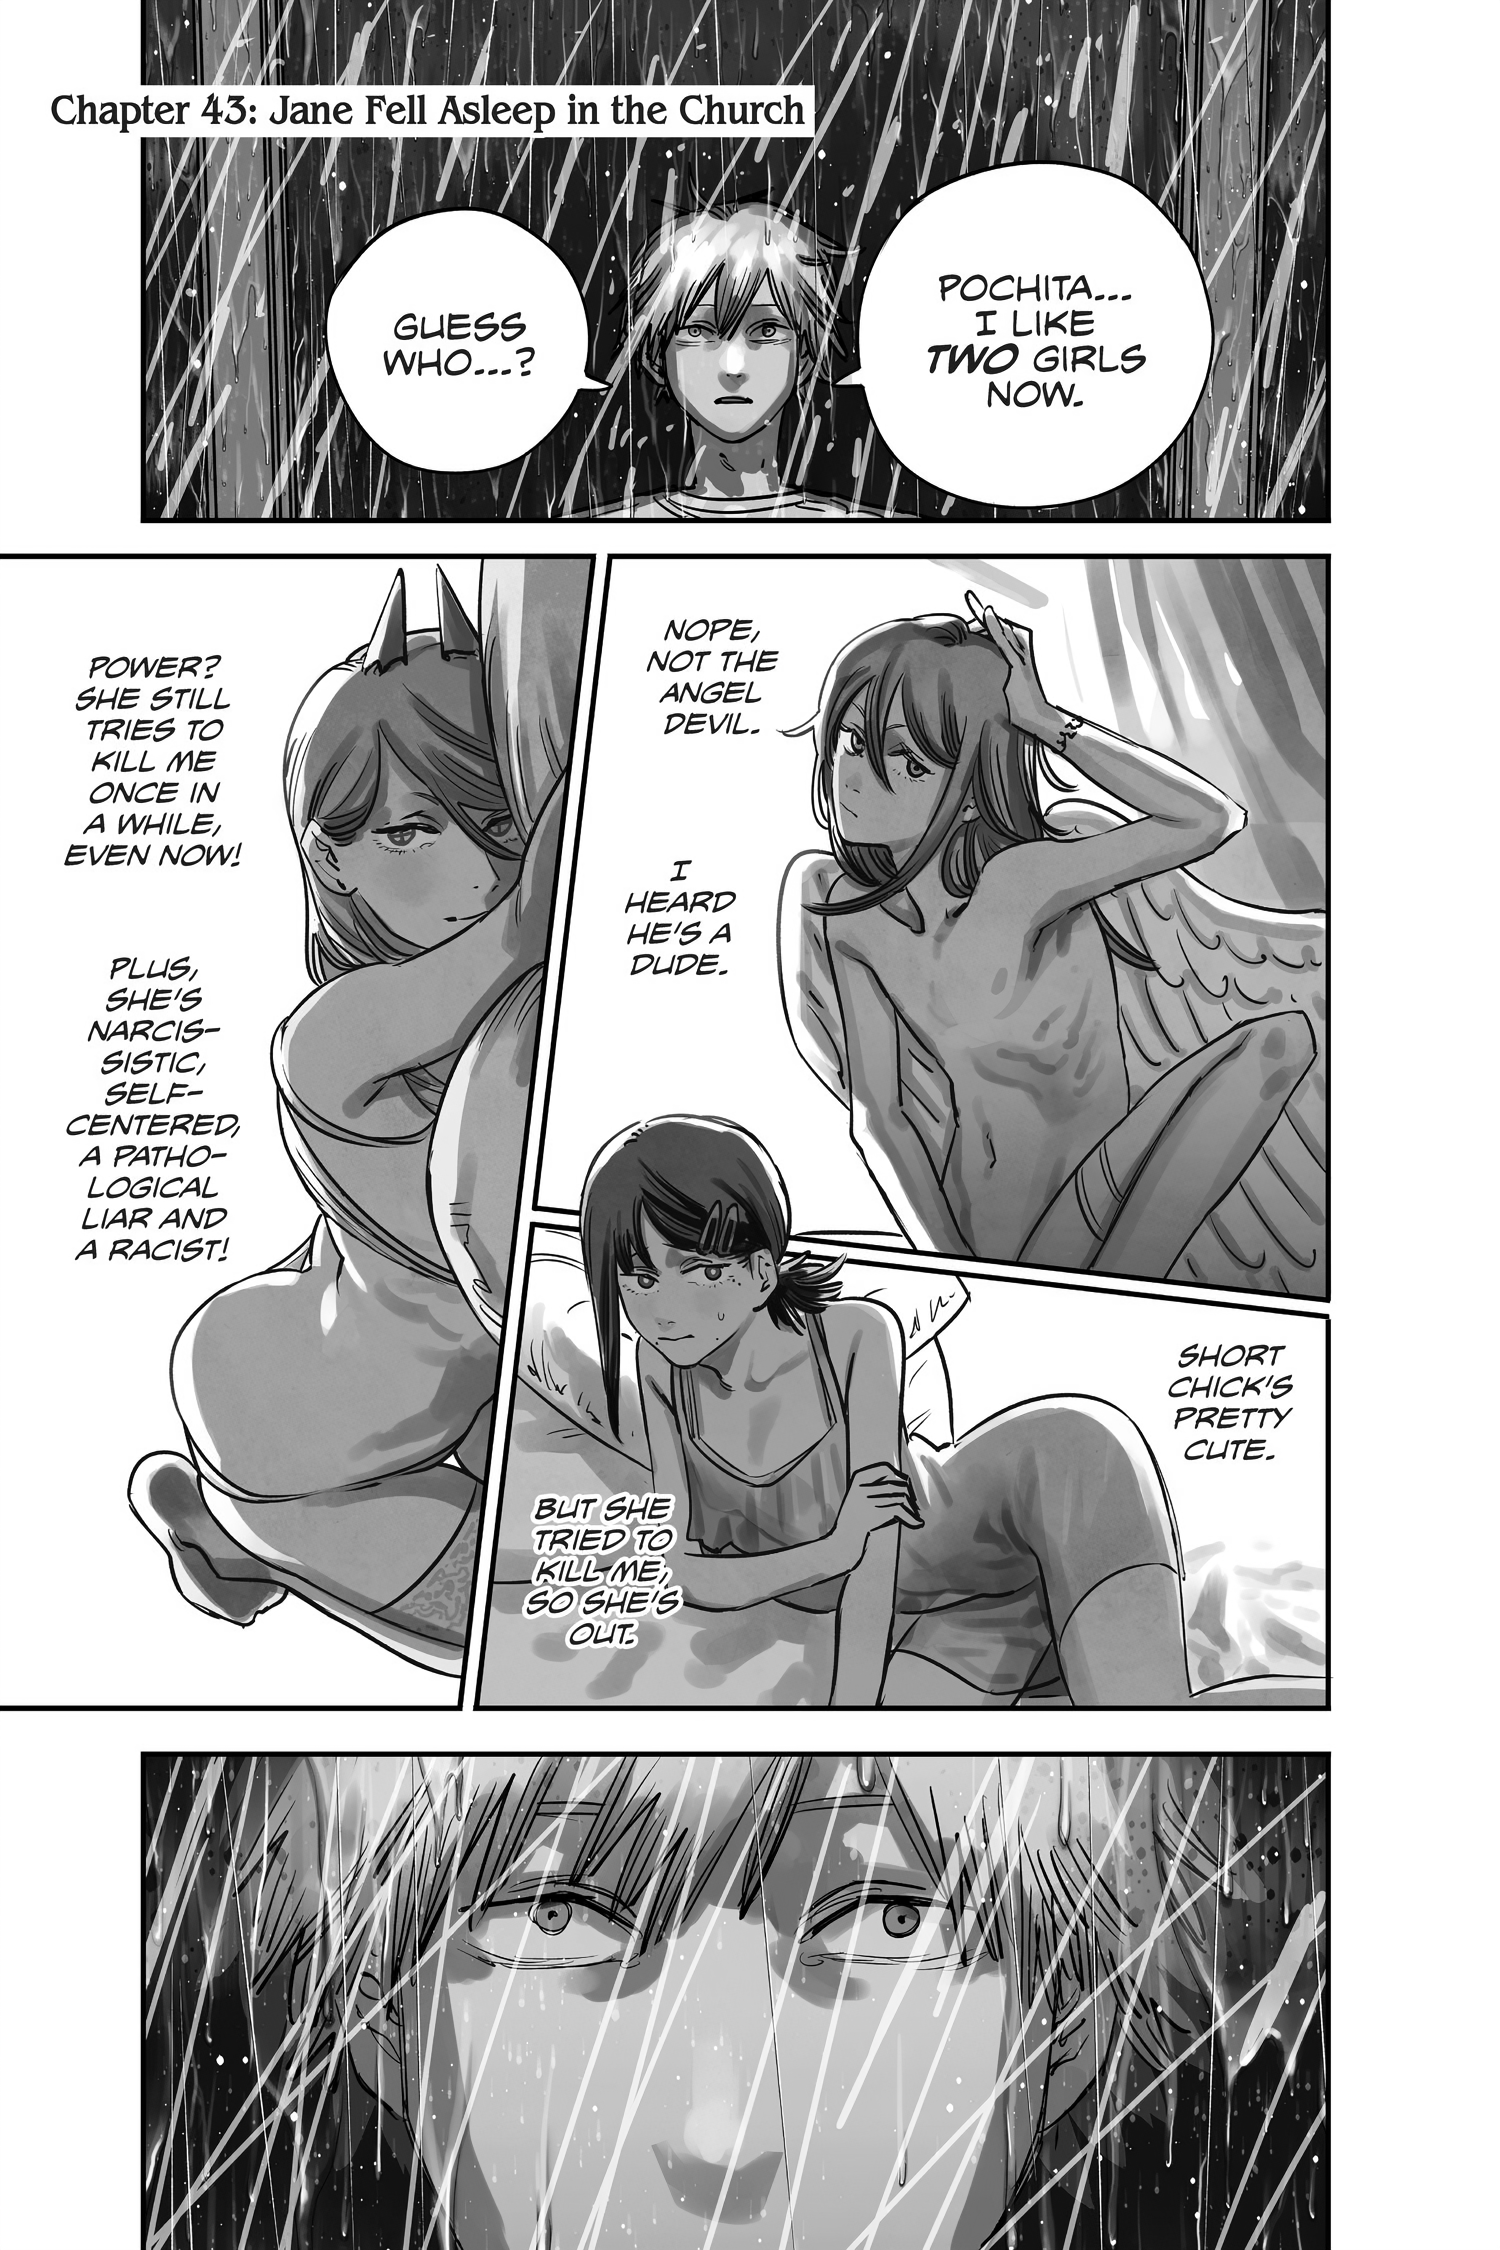 Chapter 43: Jane Fell Asleep in the Church
POCHITA...
I LIKE
TWO GIRLS
NOW.
GUESS
WHO...?
NOPE,
NOT THE
ANGEL
DEVIL.
I
HEARD
HE'S A
DUDE.
POWER?
SHE STILL
TRIES TO
KILL ME
ONCE IN
A WHILE,
EVEN NOW!
PLUS,
SHE'S
NARCIS-
SISTIC,
SELF-
CENTERED,
A PATHO-
LOGICAL
LIAR AND
A RACIST!
SHORT
CHICK'S
PRETTY
CUTE.
BUT SHE
TRIED TO
KILL ME,
SO SHE'S
OUT.